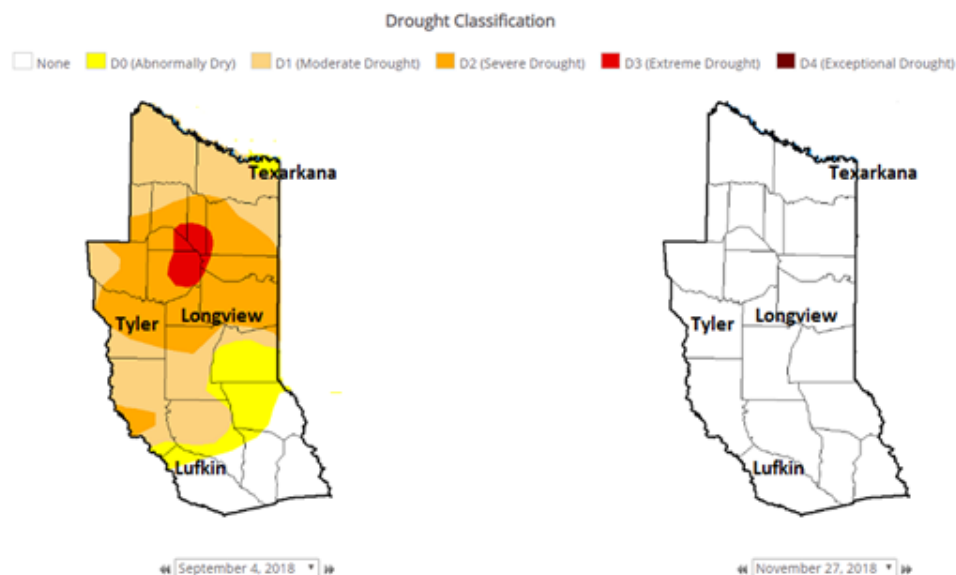 Drought Classification
None D0 (Abnormally Dry) D1 (Moderate Drought) D2 (Severe Drought) D3 (Extreme Drought) D4 (Exceptional Drought)
Texarkana Texarkana
Tyler Longview Tyler Longview
Lufkin Lufkin
September 4, 2018 November 27, 2018